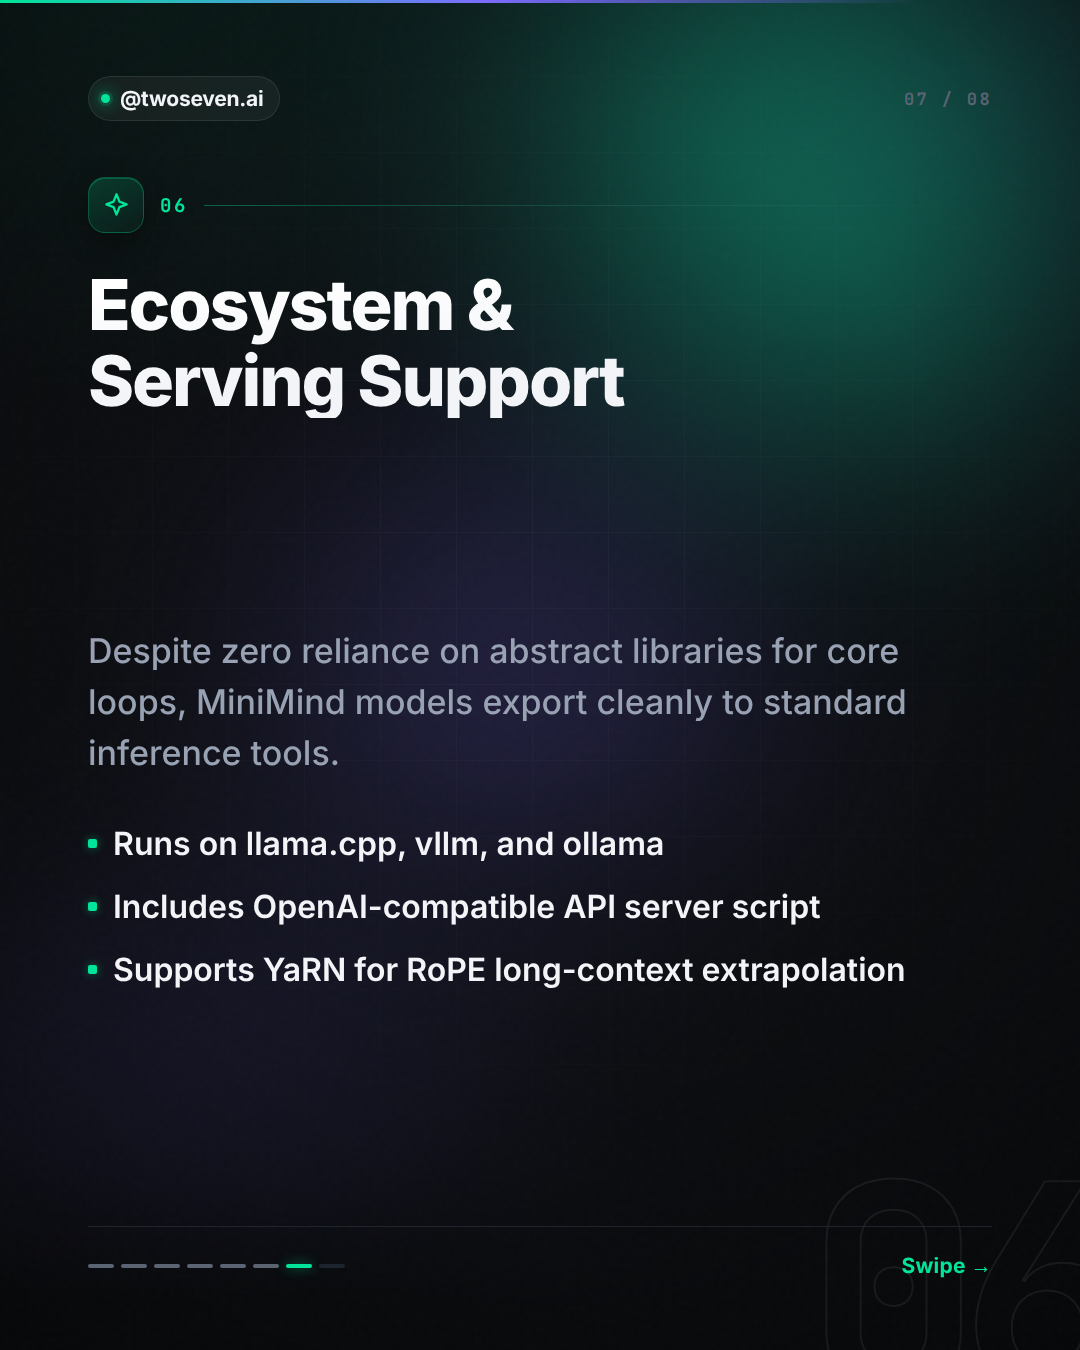 @twoseven.ai
07 / 08
06
Ecosystem &
Serving Support
Despite zero reliance on abstract libraries for core
loops, MiniMind models export cleanly to standard
inference tools.
Runs on llama.cpp, vllm, and ollama
Includes OpenAI-compatible API server script
Supports YaRN for RoPE long-context extrapolation
Swipe →
06